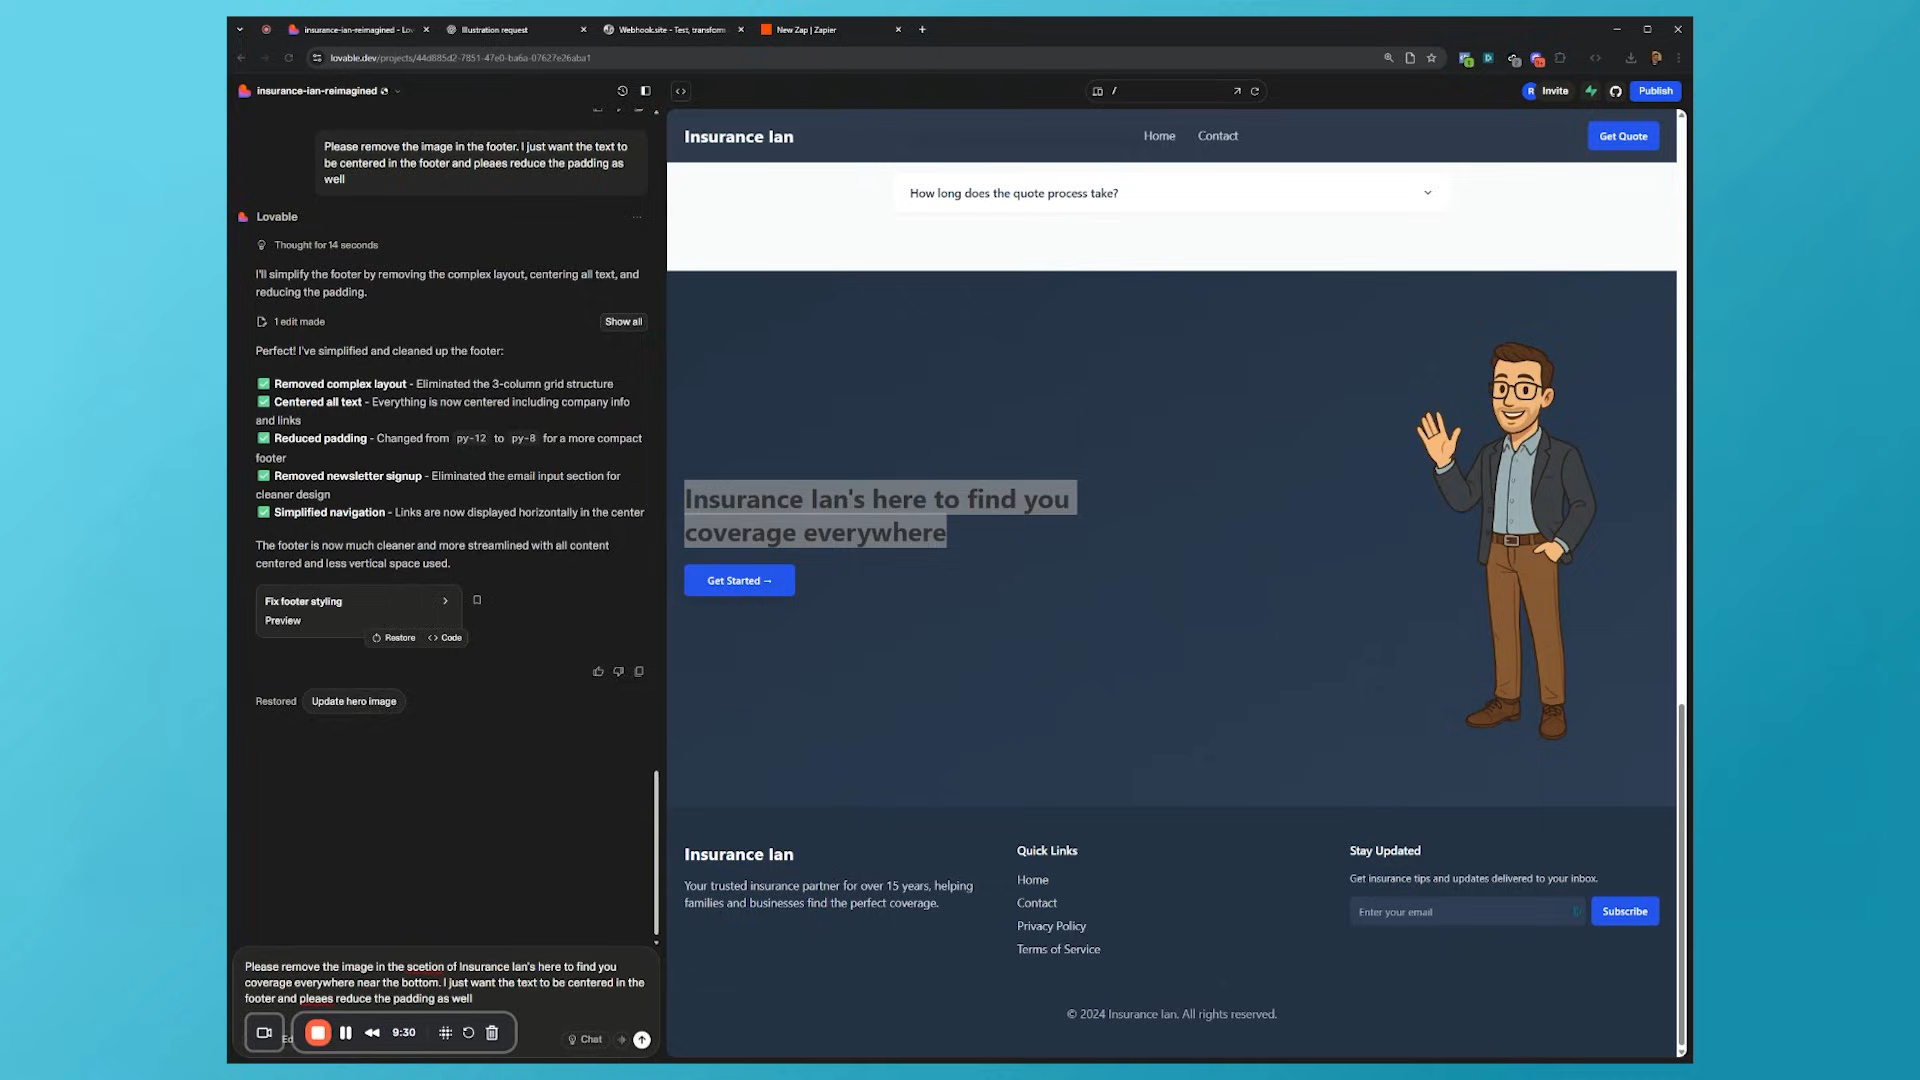 insurance-ian-reimagined - Lov
Illustration request
Webhook.site - Test, transform
New Zap | Zapier
lovable.dev/projects/44d885d2-7851-47e0-ba6a-07627e26aba1
insurance-ian-reimagined
/
R
Invite
Publish
Please remove the image in the footer. I just want the text to
be centered in the footer and pleaes reduce the padding as
well
Lovable
Thought for 14 seconds
I'll simplify the footer by removing the complex layout, centering all text, and
reducing the padding.
1 edit made
Show all
Perfect! I've simplified and cleaned up the footer:
✅ Removed complex layout - Eliminated the 3-column grid structure
✅ Centered all text - Everything is now centered including company info
and links
✅ Reduced padding - Changed from py-12 to py-8 for a more compact
footer
✅ Removed newsletter signup - Eliminated the email input section for
cleaner design
✅ Simplified navigation - Links are now displayed horizontally in the center
The footer is now much cleaner and more streamlined with all content
centered and less vertical space used.
Fix footer styling
Preview
Restore
Code
Restored
Update hero image
Please remove the image in the scetion of Insurance Ian's here to find you
coverage everywhere near the bottom. I just want the text to be centered in the
footer and pleaes reduce the padding as well
9:30
Chat
Insurance Ian
Home
Contact
Get Quote
How long does the quote process take?
Insurance Ian's here to find you
coverage everywhere
Get Started →
Insurance Ian
Your trusted insurance partner for over 15 years, helping
families and businesses find the perfect coverage.
Quick Links
Home
Contact
Privacy Policy
Terms of Service
Stay Updated
Get insurance tips and updates delivered to your inbox.
Enter your email
Subscribe
© 2024 Insurance Ian. All rights reserved.